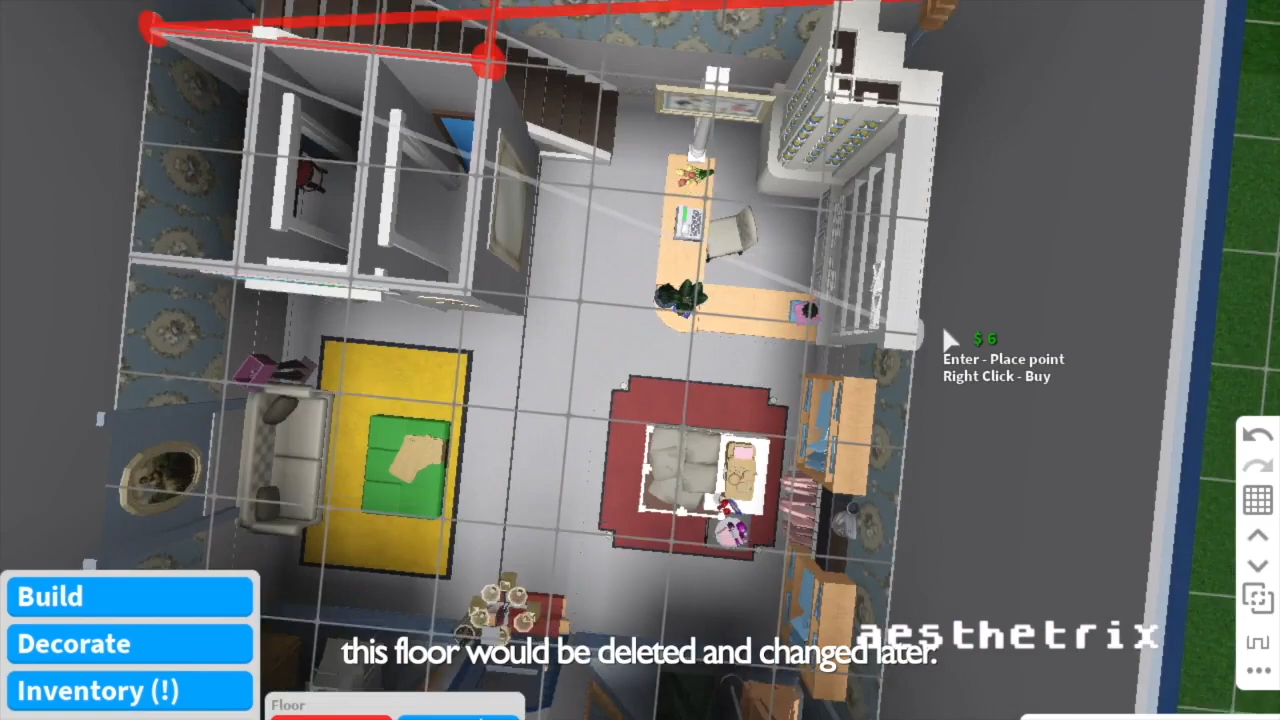 $ 6
Enter - Place point
Right Click - Buy
Build
Decorate
Inventory (!)
Floor
aesthetrix
this floor would be deleted and changed later.